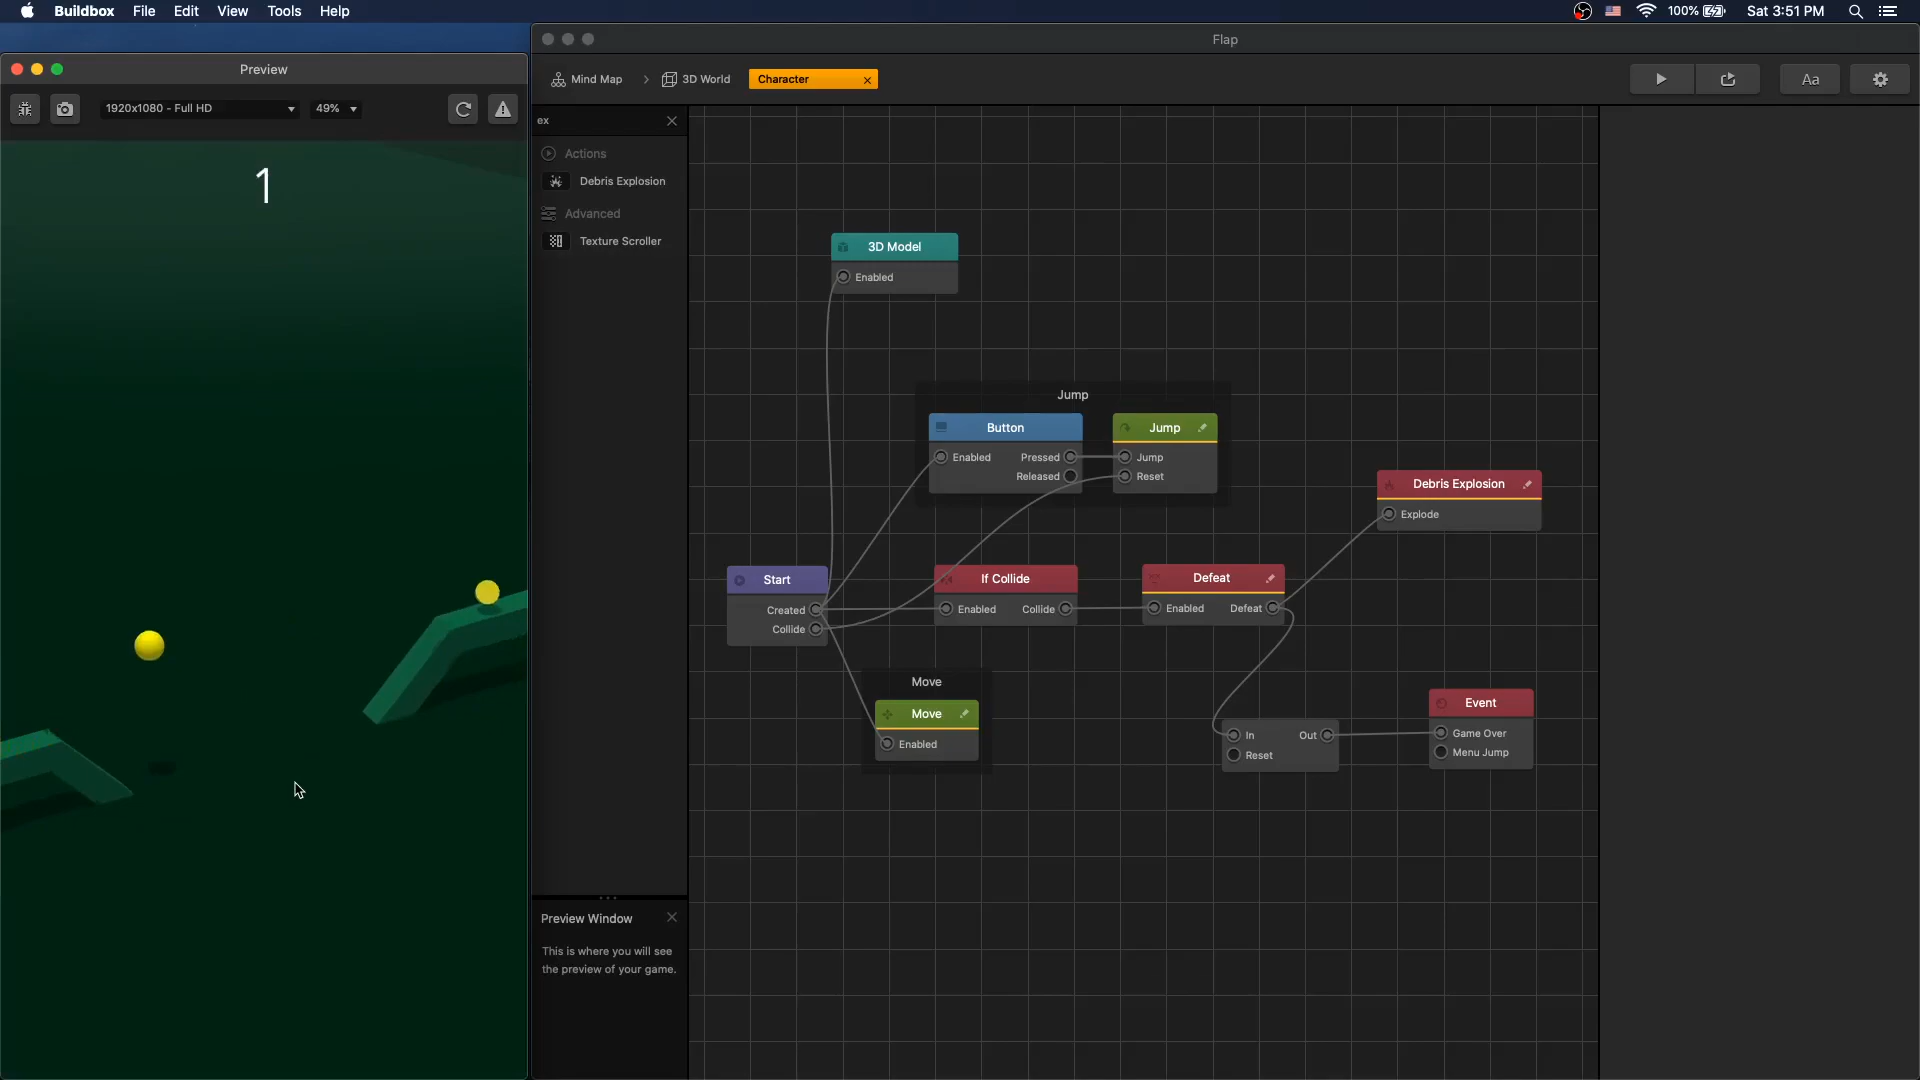 Buildbox File Edit View Tools Help
100% Sat 3:51 PM
Flap
Preview
Mind Map 3D World Character
Aa
1920x1080 - Full HD 49%
ex
Actions
Debris Explosion
Advanced
Texture Scroller
1
3D Model
Enabled
Jump
Button
Enabled Pressed
Released
Jump
Jump
Reset
Debris Explosion
Explode
Start
Created
Collide
If Collide
Enabled Collide
Defeat
Enabled Defeat
Move
Move
Enabled
In Out
Reset
Event
Game Over
Menu Jump
Preview Window
This is where you will see
the preview of your game.